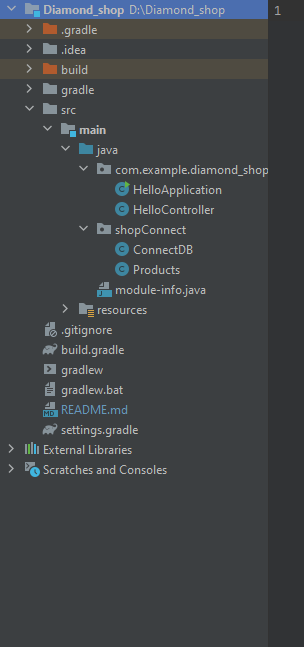 Diamond_shop D:\Diamond_shop 1
.gradle
.idea
build
gradle
src
main
java
com.example.diamond_shop
HelloApplication
HelloController
shopConnect
ConnectDB
Products
module-info.java
resources
.gitignore
build.gradle
gradlew
gradlew.bat
README.md
settings.gradle
External Libraries
Scratches and Consoles